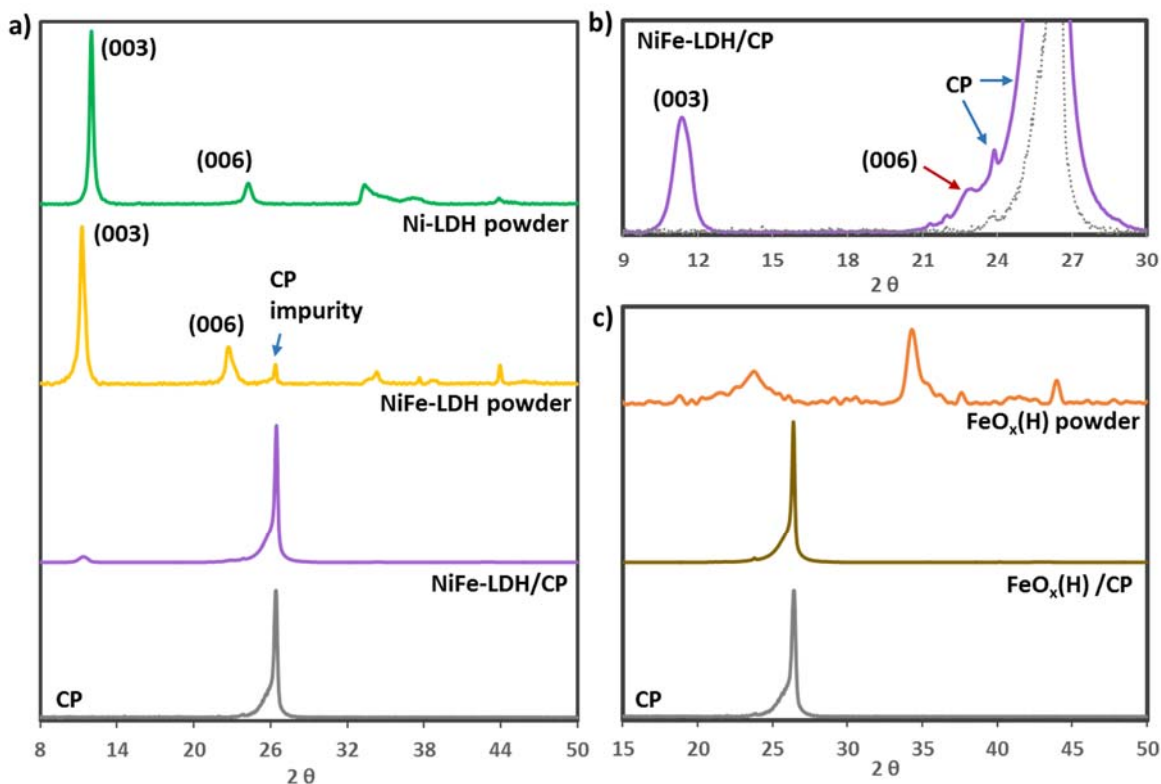 a)
(003)
(006)
Ni-LDH powder
(003)
CP
impurity
(006)
NiFe-LDH powder
NiFe-LDH/CP
CP
8 14 20 26 32 38 44 50
2 θ
b)
NiFe-LDH/CP
(003)
CP
(006)
9 12 15 18 21 24 27 30
2 θ
c)
FeOₓ(H) powder
FeOₓ(H) /CP
CP
15 20 25 30 35 40 45 50
2 θ